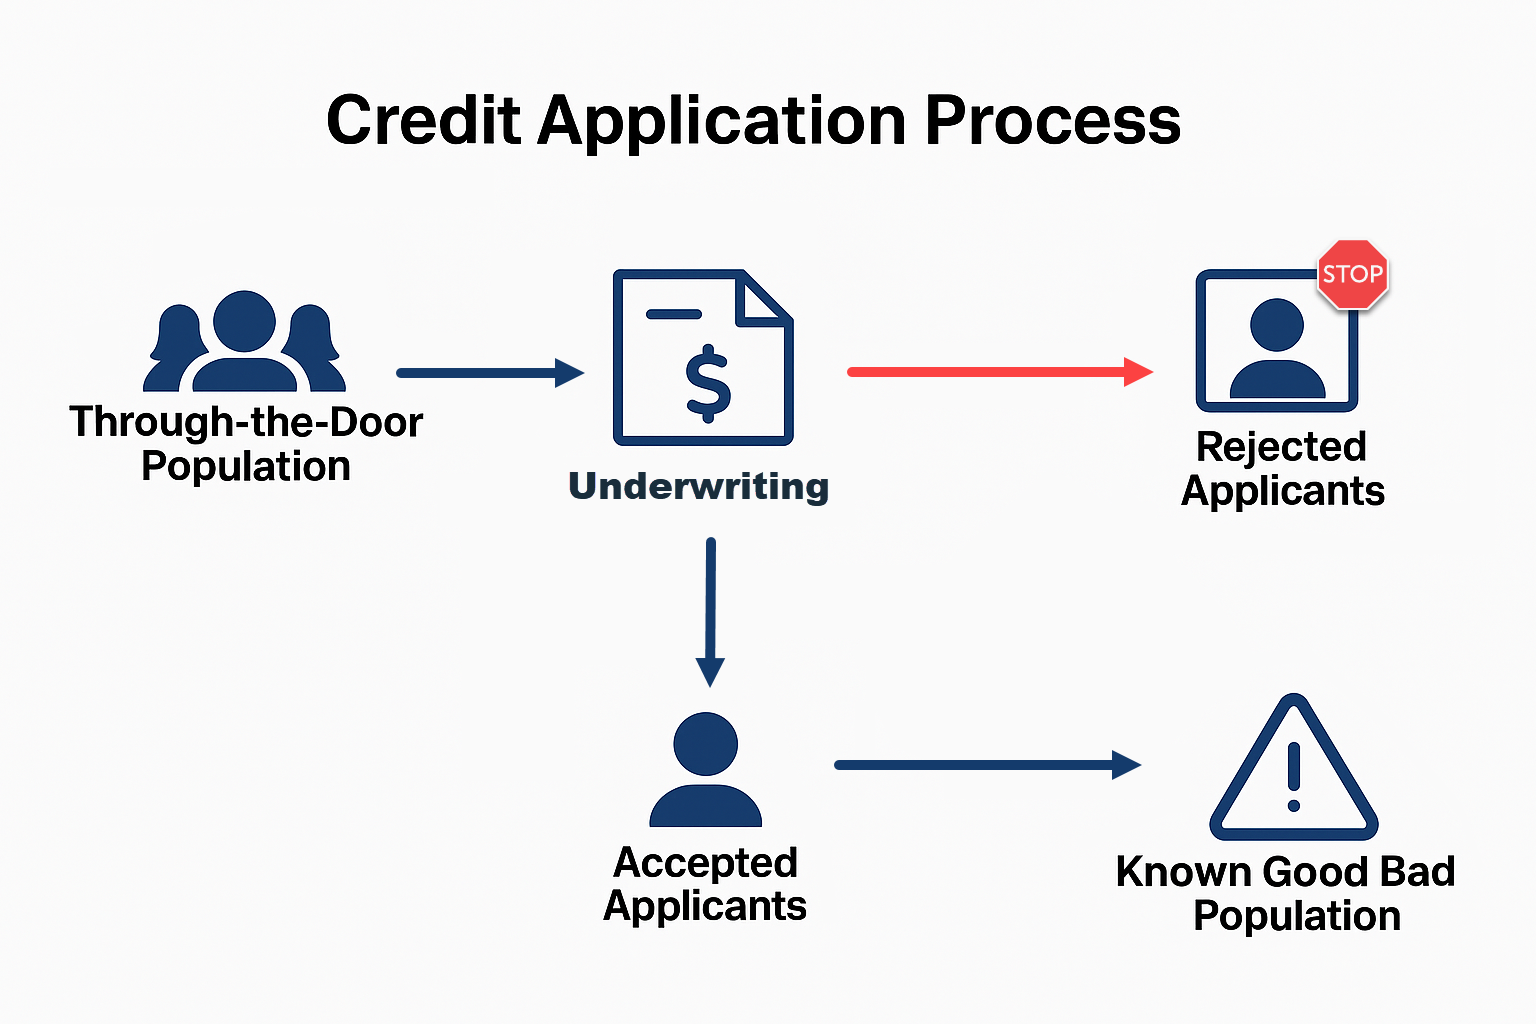 Credit Application Process
STOP
$
Through-the-Door
Population
Underwriting
Rejected
Applicants
Accepted
Applicants
Known Good Bad
Population